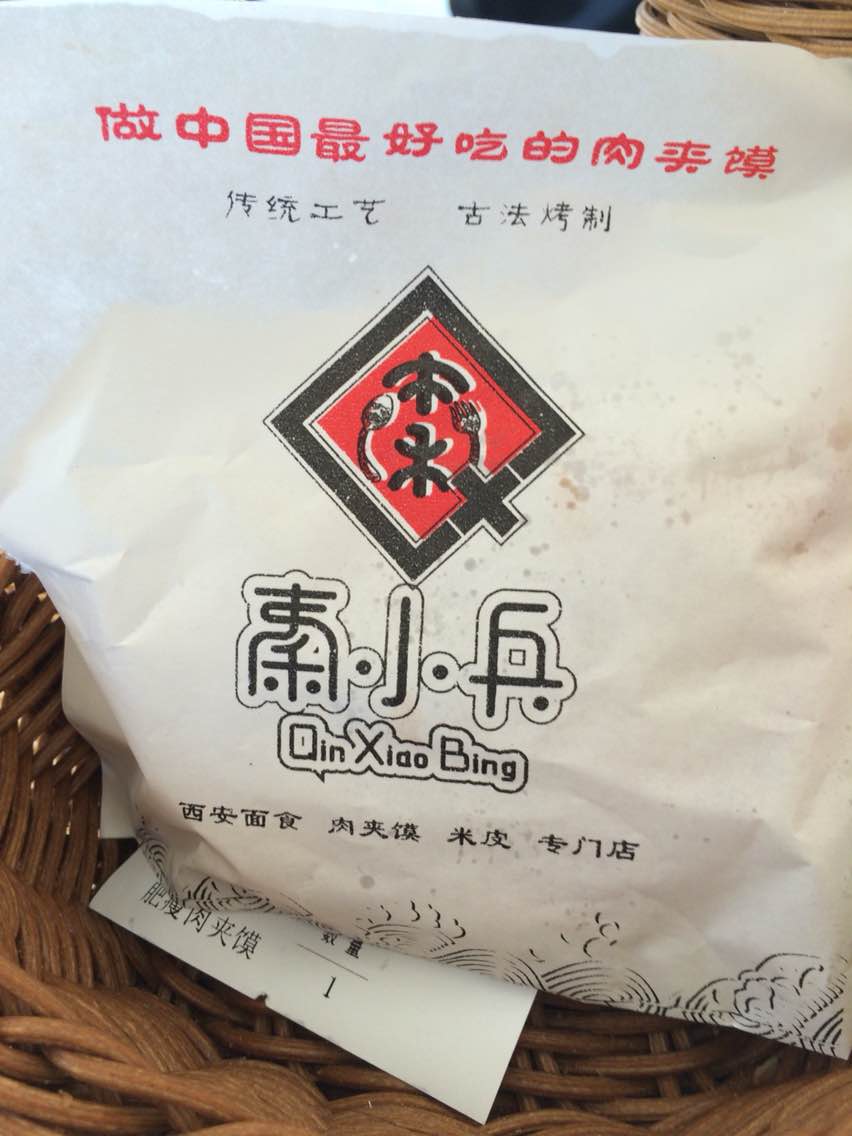 做中国最好吃的肉夹馍
传统工艺 古法烤制
秦小兵
Qin Xiao Bing
西安面食 肉夹馍 米皮 专门店
肥瘦肉夹馍
数量
1